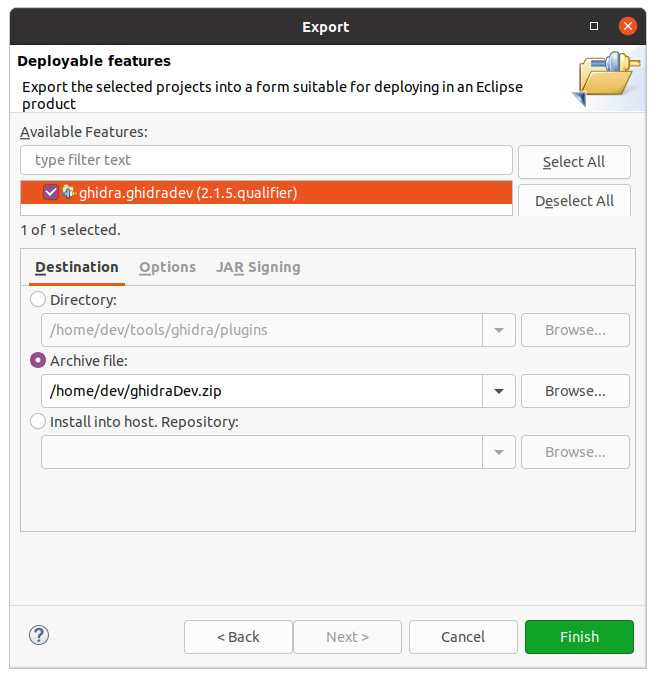 Export
Deployable features
Export the selected projects into a form suitable for deploying in an Eclipse
product
Available Features:
type filter text
Select All
ghidra.ghidradev (2.1.5.qualifier)
Deselect All
1 of 1 selected.
Destination Options JAR Signing
Directory:
/home/dev/tools/ghidra/plugins
Browse...
Archive file:
/home/dev/ghidraDev.zip
Browse...
Install into host. Repository:
Browse...
?
< Back
Next >
Cancel
Finish